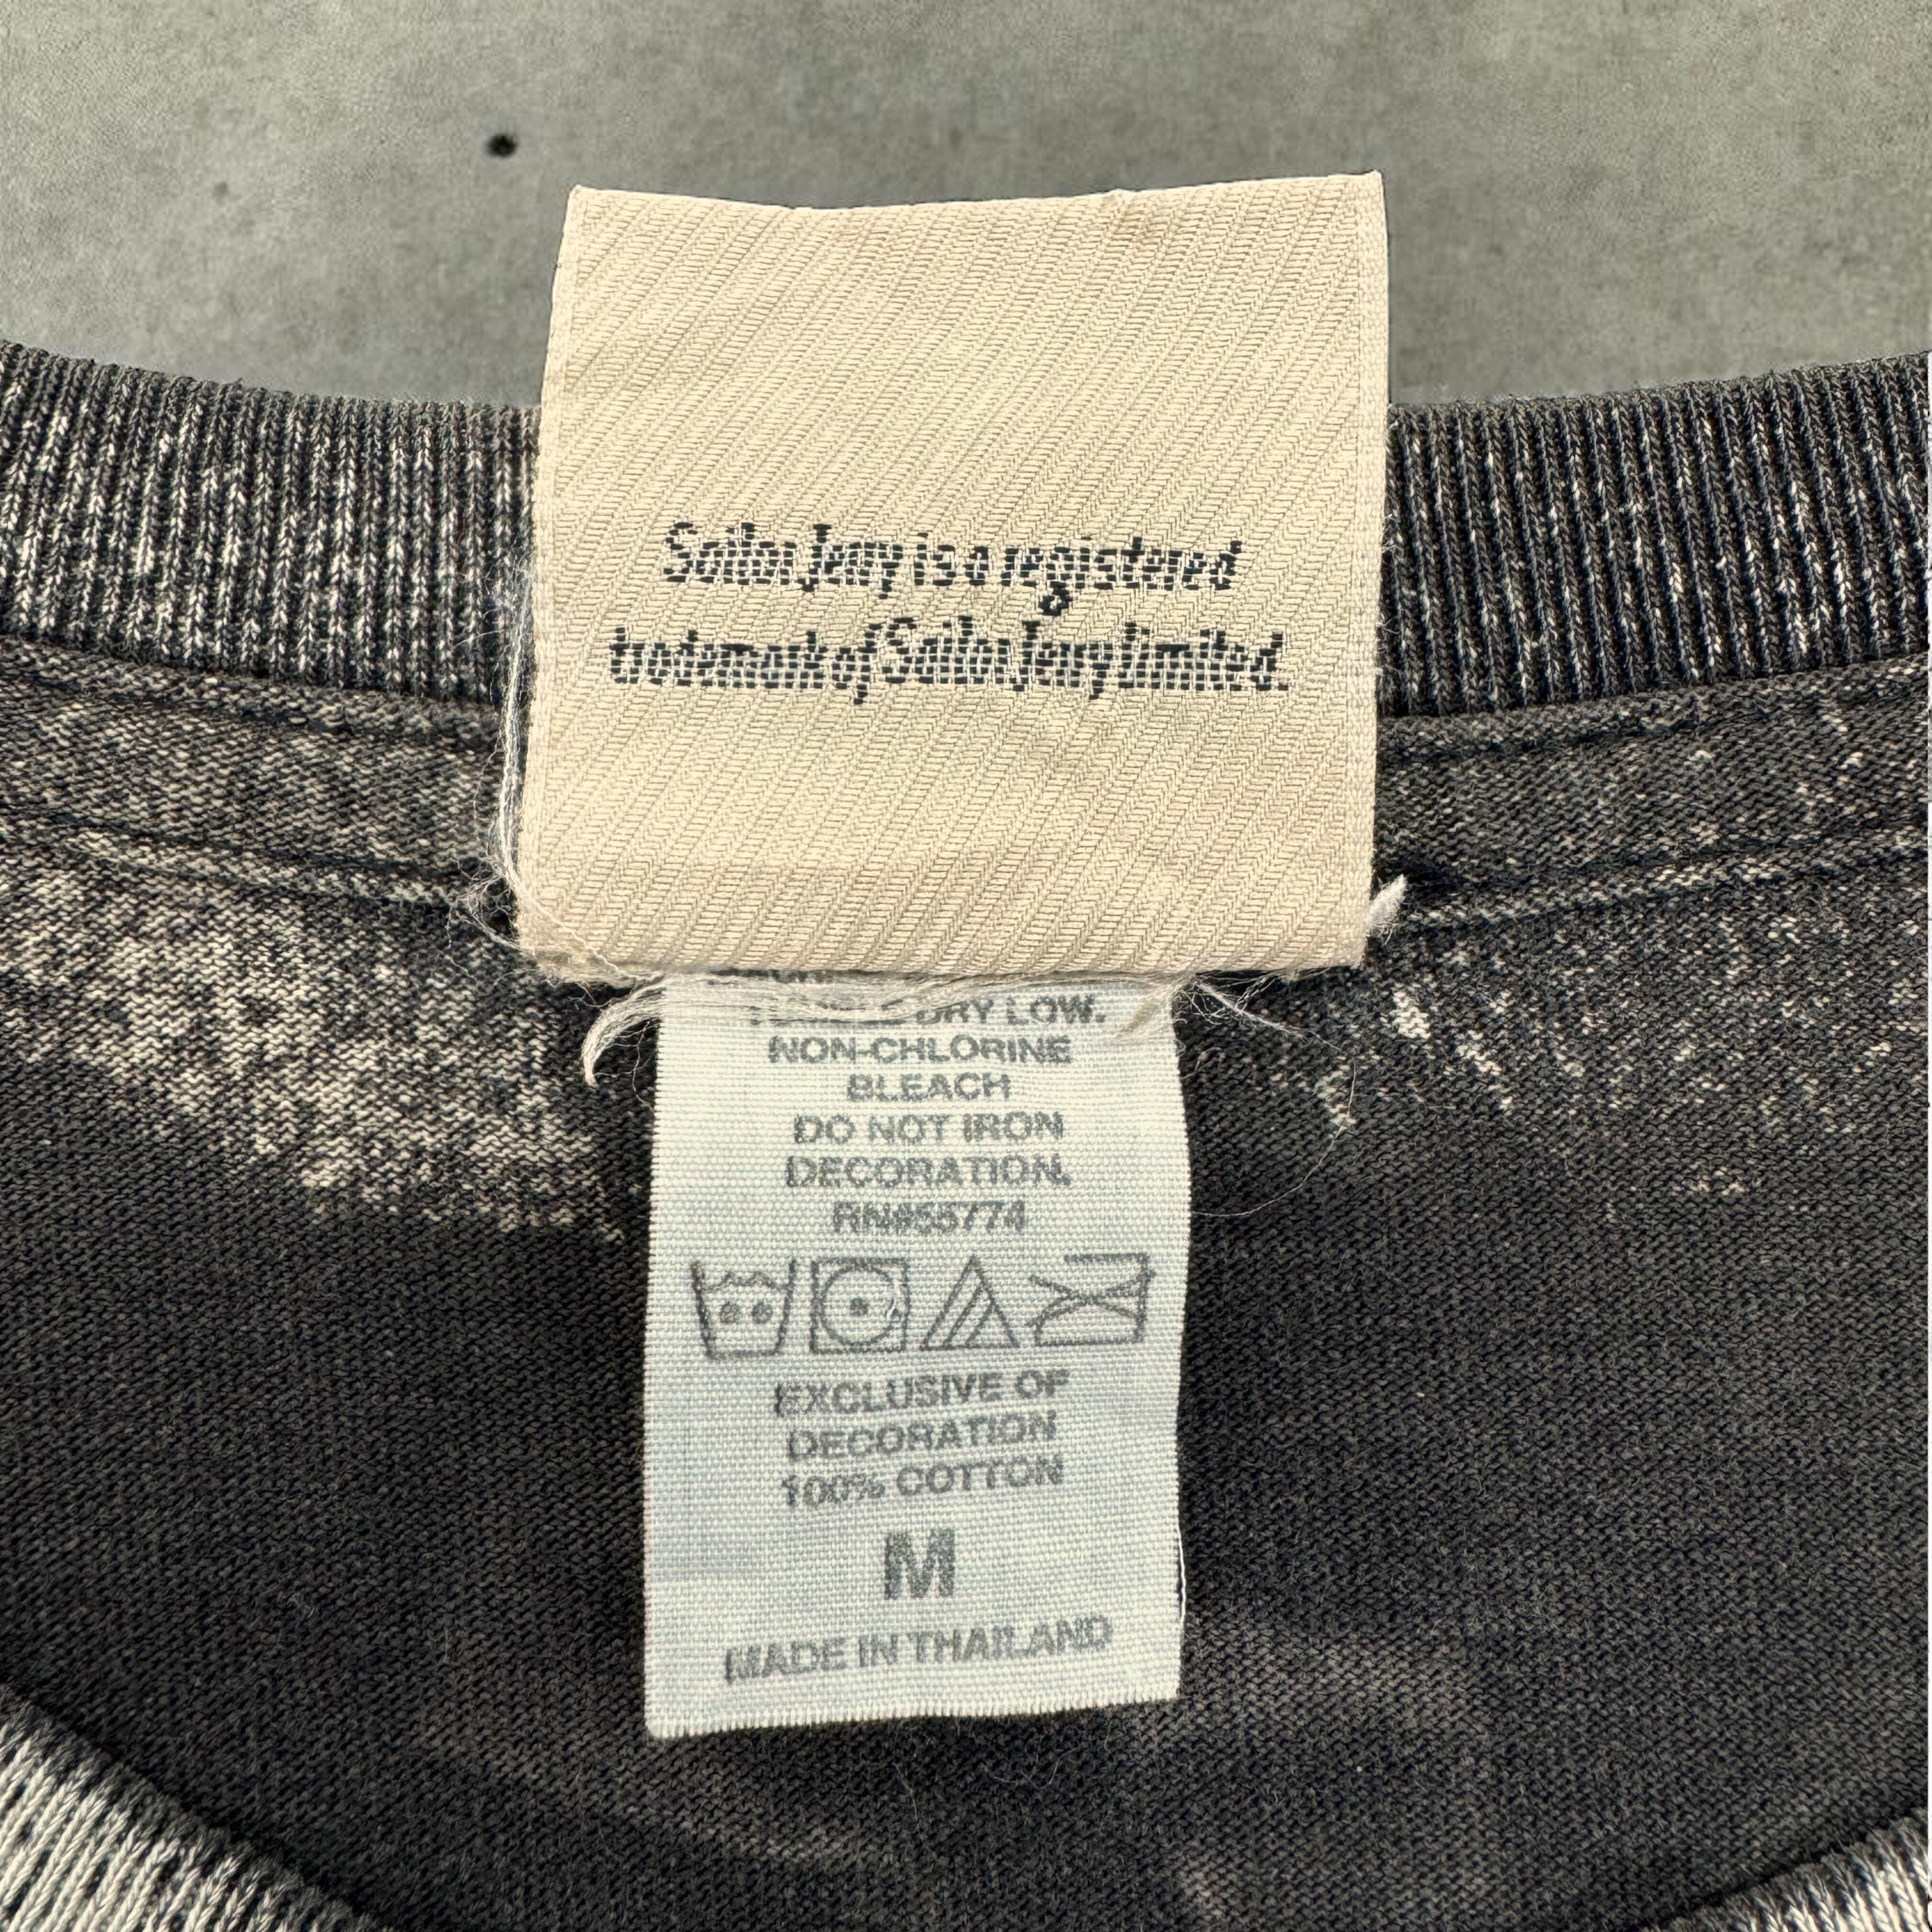 Sailor Jerry is a registered
trademark of Sailor Jerry Limited.
TUMBLE DRY LOW.
NON-CHLORINE
BLEACH
DO NOT IRON
DECORATION.
RN#55774
EXCLUSIVE OF
DECORATION
100% COTTON
M
MADE IN THAILAND